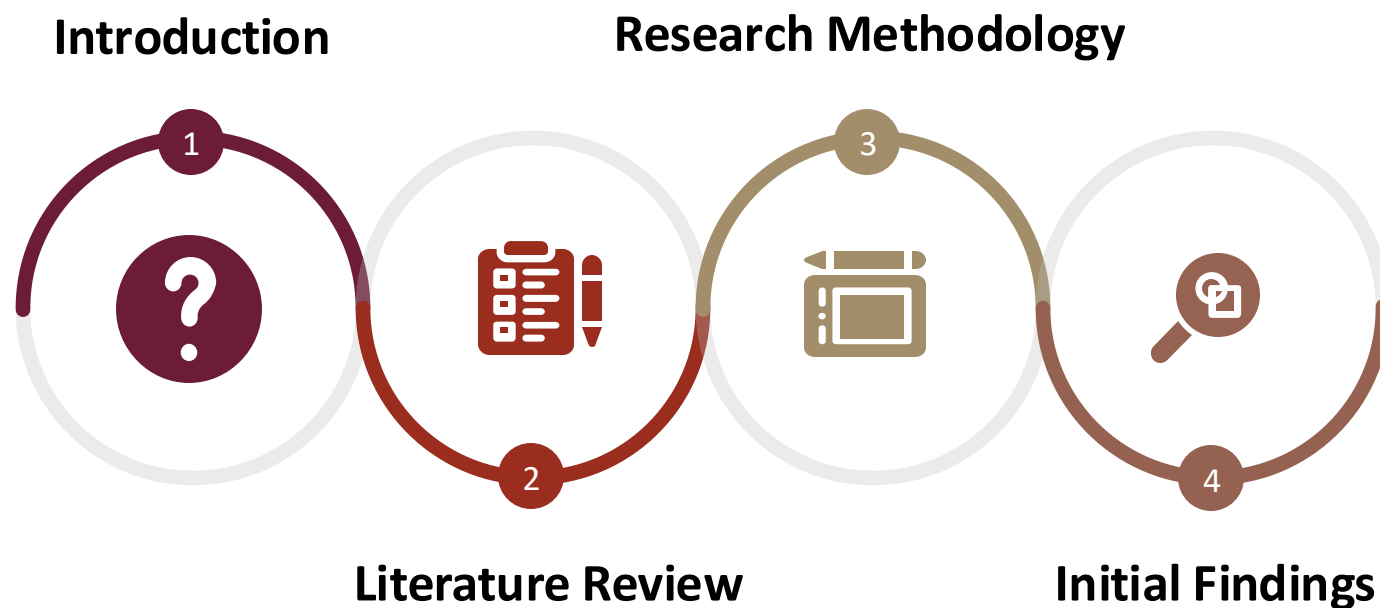 Introduction
1
Literature Review
2
Research Methodology
3
Initial Findings
4